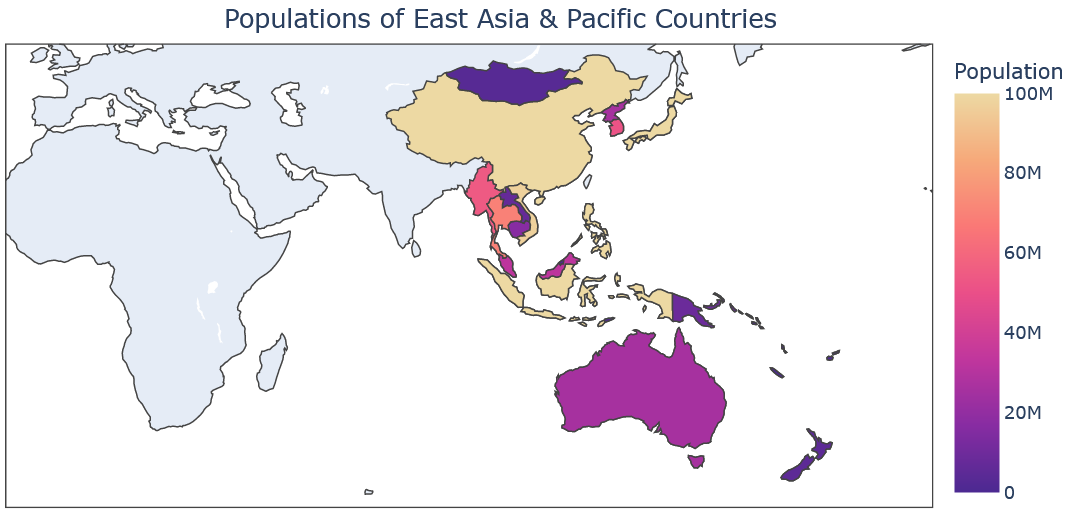 Populations of East Asia & Pacific Countries
Population
100M
80M
60M
40M
20M
0